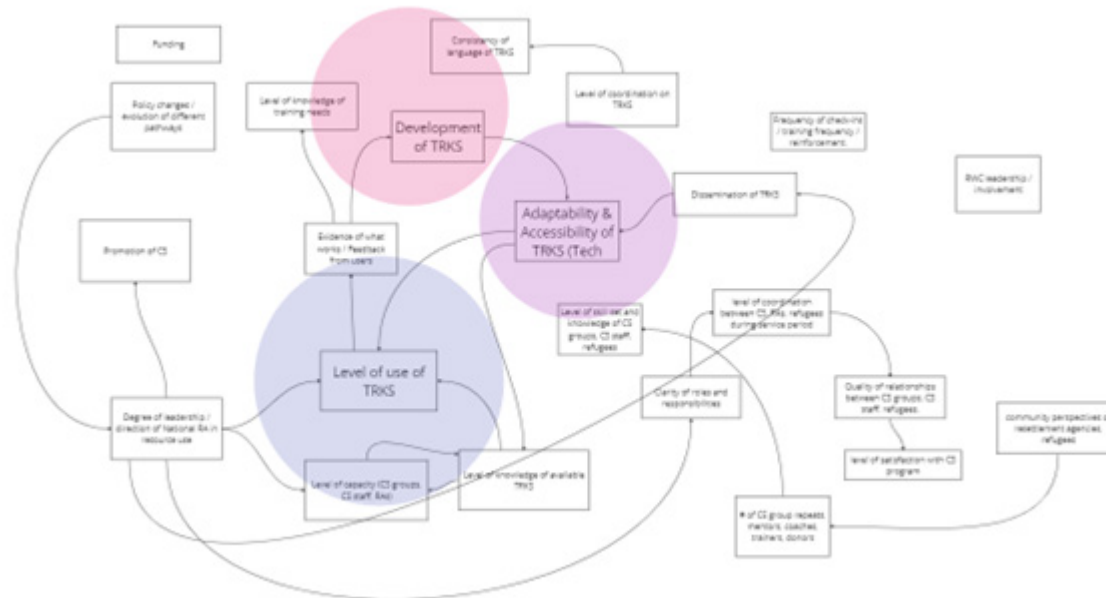 Funding
Consistency of
language of TRKS
Policy changes /
evolution of different
pathways
Level of knowledge of
training needs
Level of coordination on
TRKS
Development
of TRKS
Frequency of check-ins
/ training frequency /
reinforcement.
RWC leadership /
involvement
Dissemination of TRKS
Adaptability &
Accessibility of
TRKS (Tech
Promotion of CS
Evidence of what
works / Feedback
from users
Level of skill set and
knowledge of CS
groups, CS staff,
refugees
level of coordination
between CS, RAs, refugees
during service period
Level of use of
TRKS
Clarity of roles and
responsibilities
Quality of relationships
between CS groups, CS
staff, refugees.
Degree of leadership /
direction of National RA in
resource use
community perspectives
resettlement agencies,
refugees
level of satisfaction with CS
program
Level of capacity (CS groups,
CS staff, RAs)
Level of knowledge of available
TRKS
# of CS group repeats,
mentors, coaches,
trainers, donors